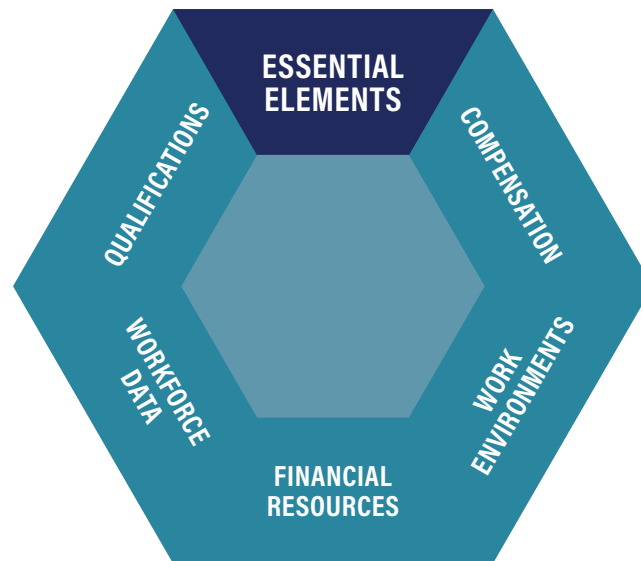 ESSENTIAL
ELEMENTS
COMPENSATION
WORK
ENVIRONMENTS
FINANCIAL
RESOURCES
WORKFORCE
DATA
QUALIFICATIONS